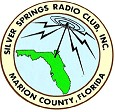 SILVER SPRINGS RADIO CLUB, INC.
MARION COUNTY, FLORIDA